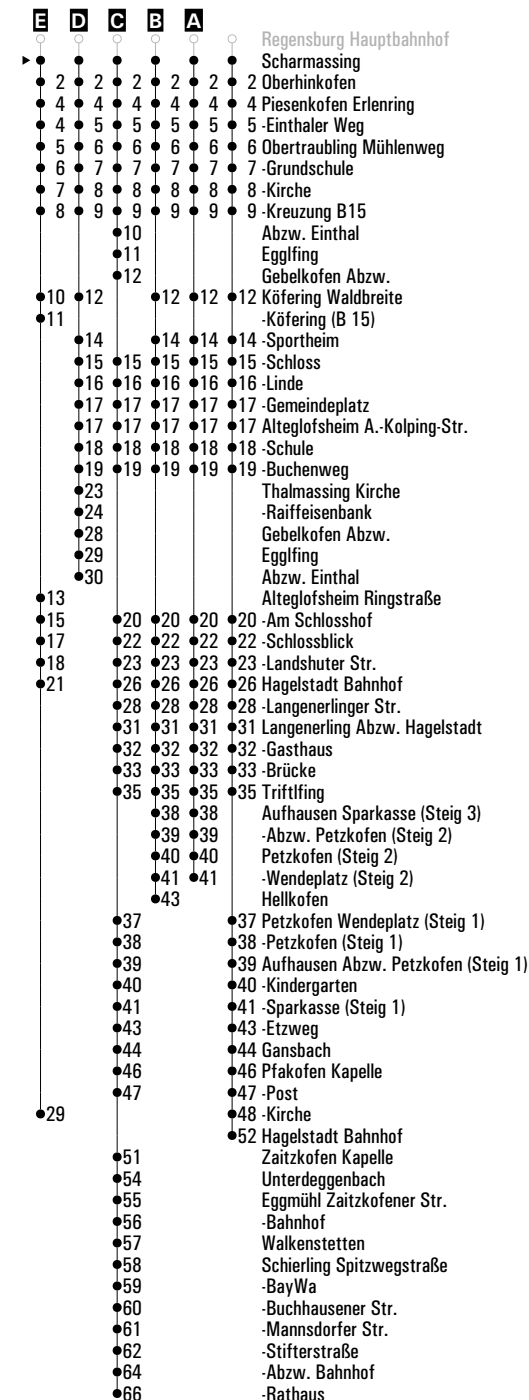 E D C B A
Regensburg Hauptbahnhof
Scharmassing
2 2 2 2 2 2 Oberhinkofen
4 4 4 4 4 4 Piesenkofen Erlenring
4 5 5 5 5 5 -Einthaler Weg
5 6 6 6 6 6 Obertraubling Mühlenweg
6 7 7 7 7 7 -Grundschule
7 8 8 8 8 8 -Kirche
8 9 9 9 9 9 -Kreuzung B15
10 Abzw. Einthal
11 Egglfing
12 Gebelkofen Abzw.
10 12 12 12 12 Köfering Waldbreite
11 -Köfering (B 15)
14 14 14 14 -Sportheim
15 15 15 15 15 -Schloss
16 16 16 16 16 -Linde
17 17 17 17 17 -Gemeindeplatz
17 17 17 17 17 Alteglofsheim A.-Kolping-Str.
18 18 18 18 18 -Schule
19 19 19 19 19 -Buchenweg
23 Thalmassing Kirche
24 -Raiffeisenbank
28 Gebelkofen Abzw.
29 Egglfing
30 Abzw. Einthal
13 Alteglofsheim Ringstraße
15 20 20 20 20 -Am Schlosshof
17 22 22 22 22 -Schlossblick
18 23 23 23 23 -Landshuter Str.
21 26 26 26 26 Hagelstadt Bahnhof
28 28 28 28 -Langenerlinger Str.
31 31 31 31 Langenerling Abzw. Hagelstadt
32 32 32 32 -Gasthaus
33 33 33 33 -Brücke
35 35 35 35 Triftlfing
38 38 Aufhausen Sparkasse (Steig 3)
39 39 -Abzw. Petzkofen (Steig 2)
40 40 Petzkofen (Steig 2)
41 41 -Wendeplatz (Steig 2)
43 Hellkofen
37 37 Petzkofen Wendeplatz (Steig 1)
38 38 -Petzkofen (Steig 1)
39 39 Aufhausen Abzw. Petzkofen (Steig 1)
40 40 -Kindergarten
41 41 -Sparkasse (Steig 1)
43 43 -Etzweg
44 44 Gansbach
46 46 Pfakofen Kapelle
47 47 -Post
29 48 -Kirche
52 Hagelstadt Bahnhof
51 Zaitzkofen Kapelle
54 Unterdeggenbach
55 Eggmühl Zaitzkofener Str.
56 -Bahnhof
57 Walkenstetten
58 Schierling Spitzwegstraße
59 -BayWa
60 -Buchhausener Str.
61 -Mannsdorfer Str.
62 -Stifterstraße
64 -Abzw. Bahnhof
66 -Rathaus